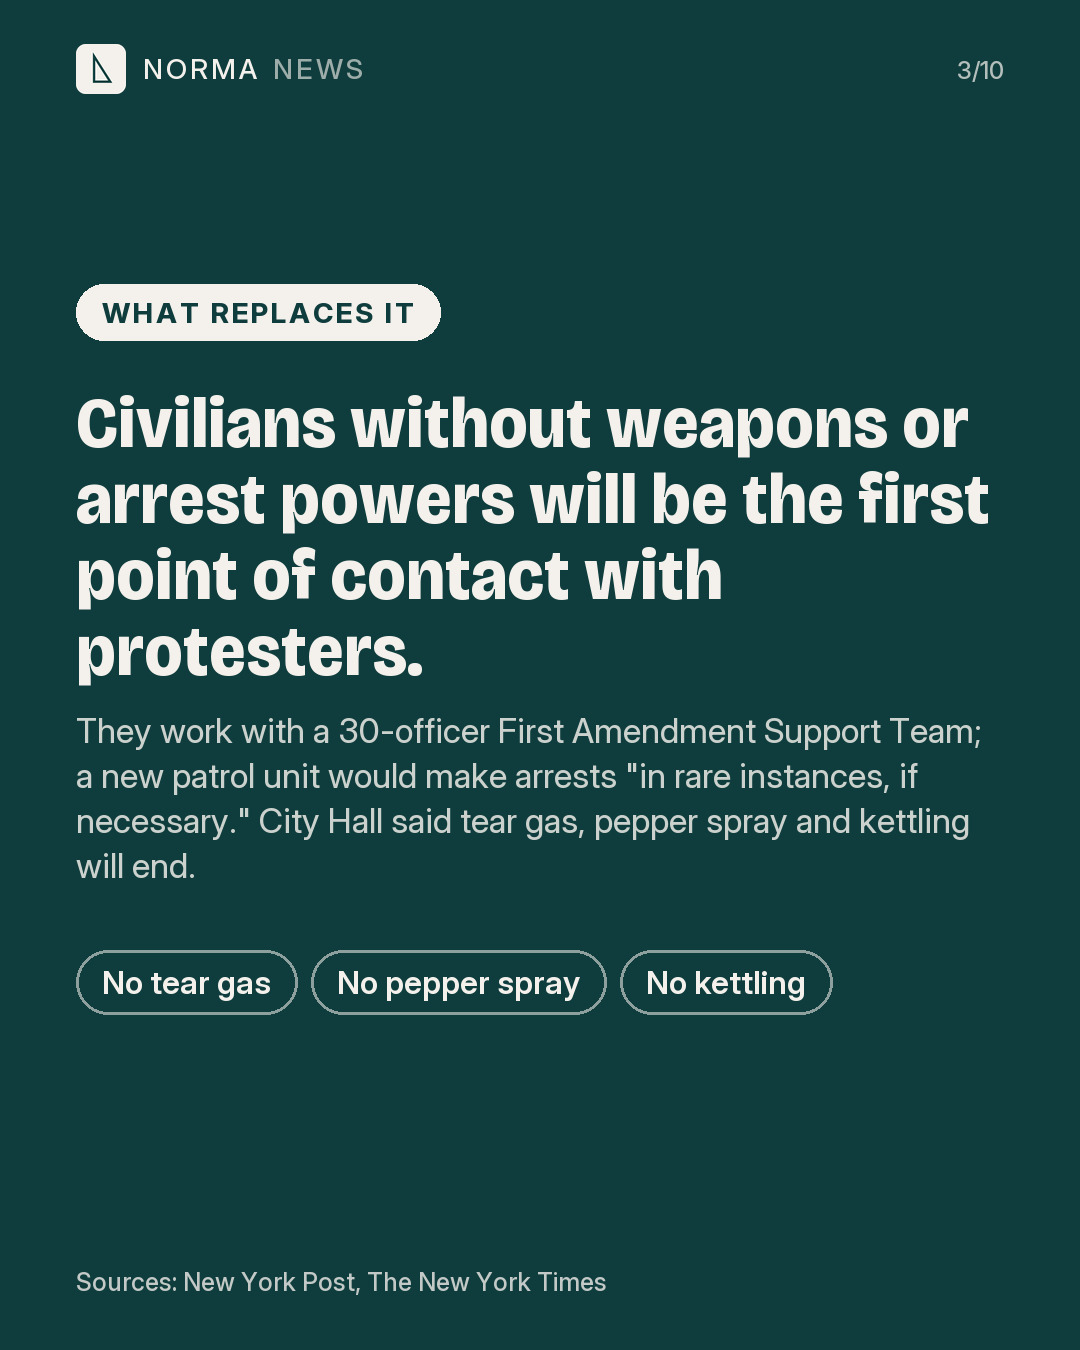 NORMA NEWS
3/10
WHAT REPLACES IT
Civilians without weapons or
arrest powers will be the first
point of contact with
protesters.
They work with a 30-officer First Amendment Support Team;
a new patrol unit would make arrests "in rare instances, if
necessary." City Hall said tear gas, pepper spray and kettling
will end.
No tear gas
No pepper spray
No kettling
Sources: New York Post, The New York Times